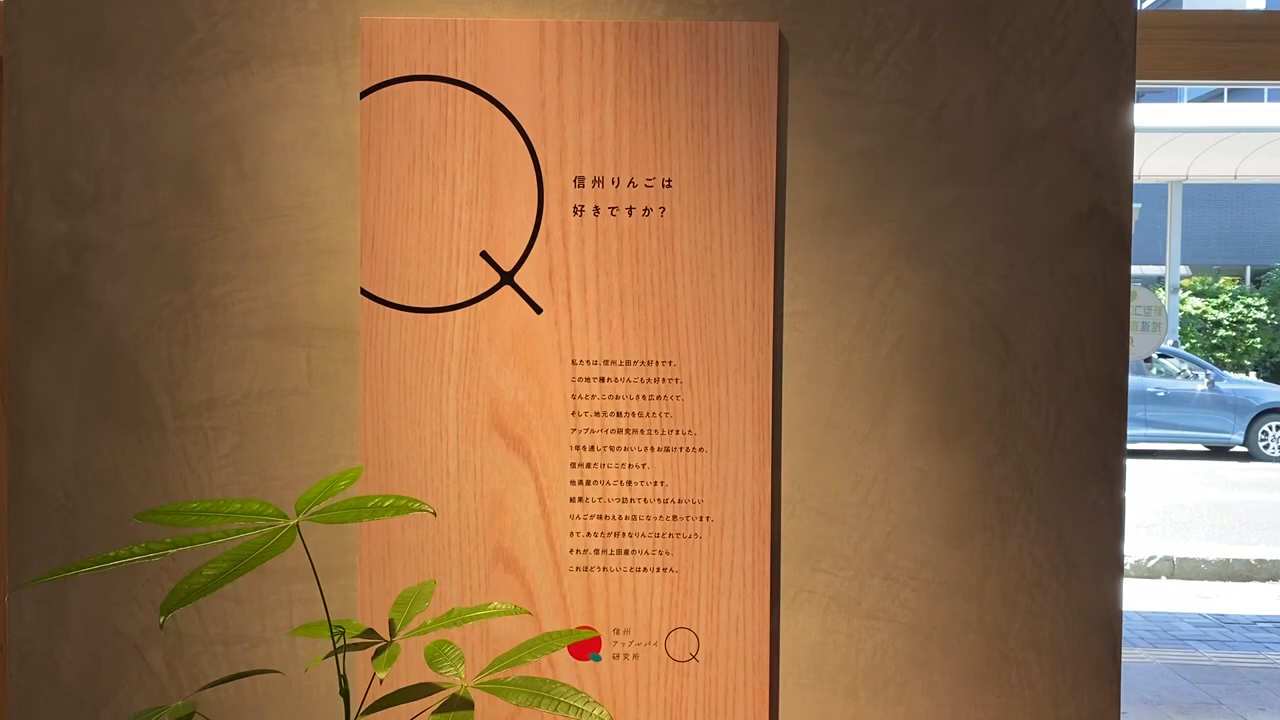 Q
信州りんごは
好きですか?
私たちは、信州上田が大好きです。
この地で穫れるりんごも大好きです。
なんとか、このおいしさを広めたくて、
そして、地元の魅力を伝えたくて、
アップルパイの研究所を立ち上げました。
1年を通して旬のおいしさをお届けするため、
信州産だけにこだわらず、
他県産のりんごも使っています。
結果として、いつ訪れてもいちばんおいしい
りんごが味わえるお店になったと思っています。
さて、あなたが好きなりんごはどれでしょう。
それが、信州上田産のりんごなら、
これほどうれしいことはありません。
信州
アップルパイ
研究所
Q